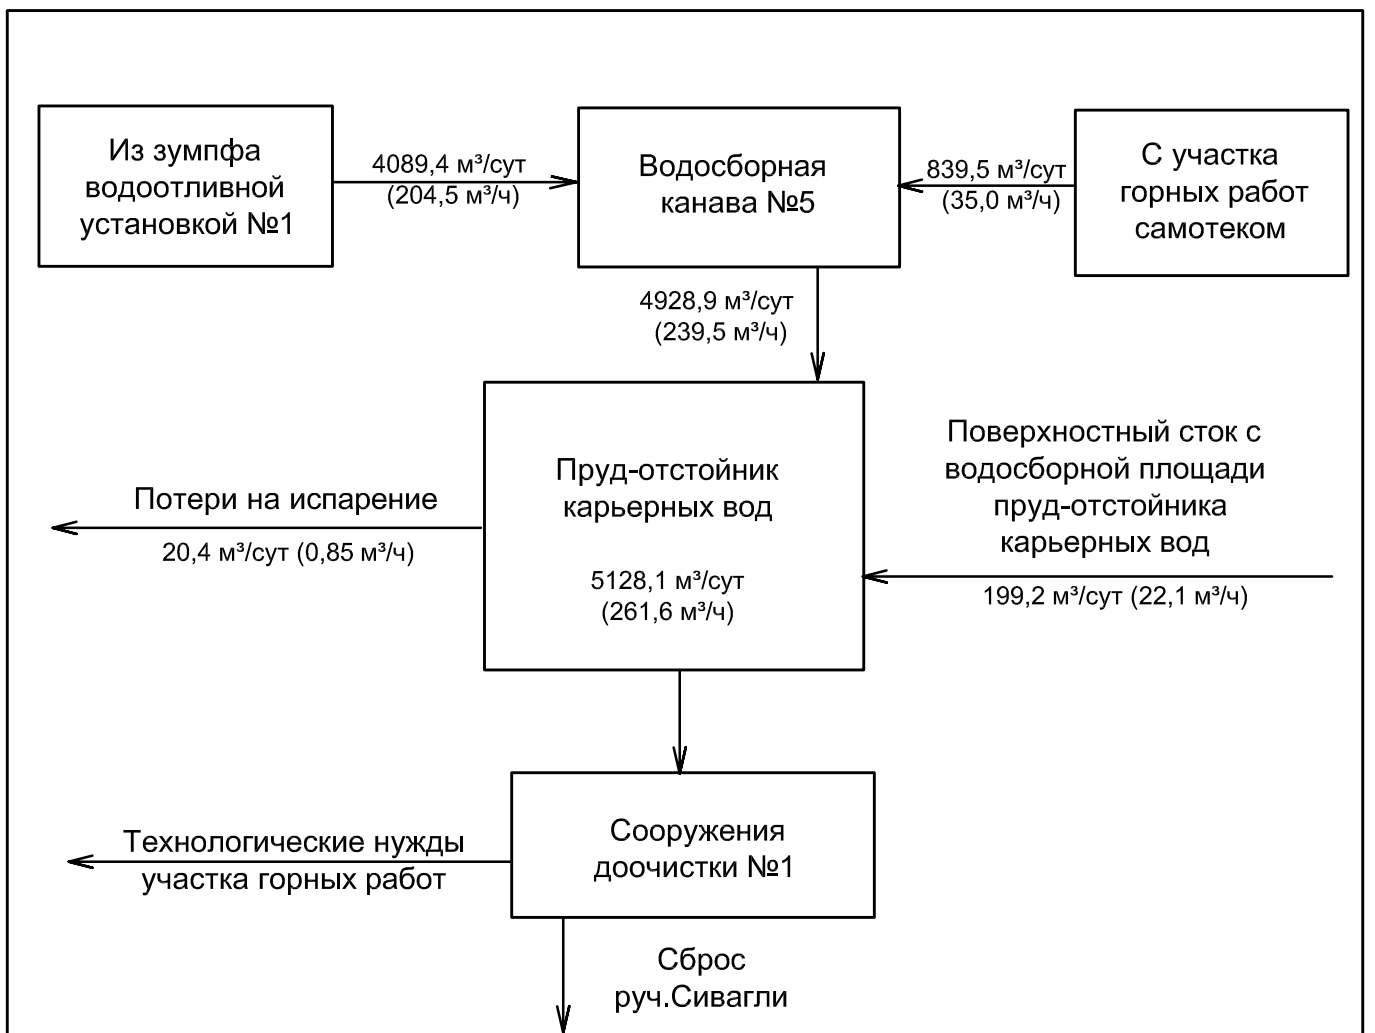 Из зумпфа
водоотливной
установкой №1
4089,4 м³/сут
(204,5 м³/ч)
Водосборная
канава №5
839,5 м³/сут
(35,0 м³/ч)
С участка
горных работ
самотеком
4928,9 м³/сут
(239,5 м³/ч)
Поверхностный сток с
водосборной площади
пруд-отстойника
карьерных вод
199,2 м³/сут (22,1 м³/ч)
Пруд-отстойник
карьерных вод
5128,1 м³/сут
(261,6 м³/ч)
Потери на испарение
20,4 м³/сут (0,85 м³/ч)
Сооружения
доочистки №1
Технологические нужды
участка горных работ
Сброс
руч.Сивагли